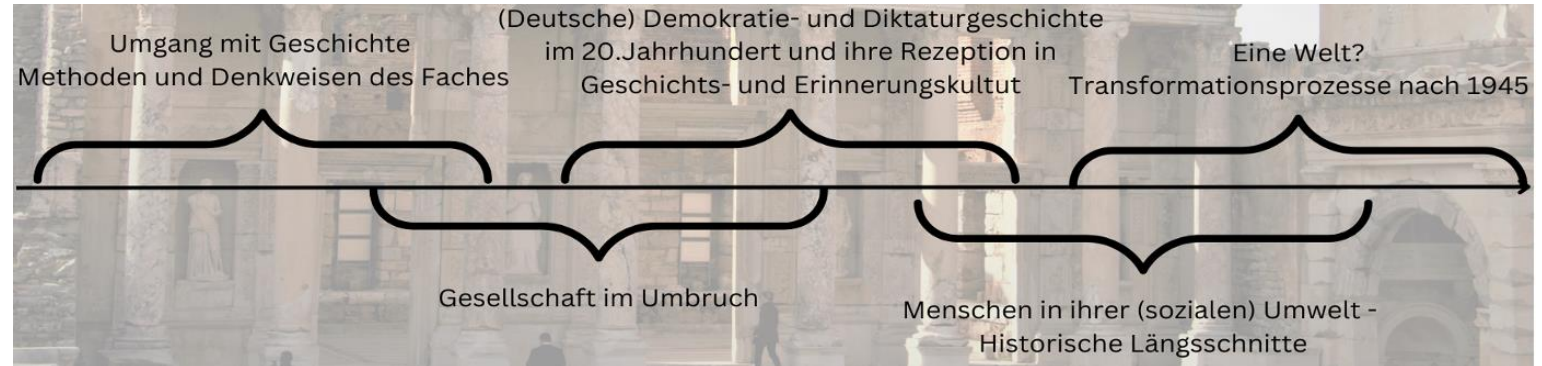 Umgang mit Geschichte
Methoden und Denkweisen des Faches
(Deutsche) Demokratie- und Diktaturgeschichte
im 20.Jahrhundert und ihre Rezeption in
Geschichts- und Erinnerungskultut
Eine Welt?
Transformationsprozesse nach 1945
Gesellschaft im Umbruch
Menschen in ihrer (sozialen) Umwelt -
Historische Längsschnitte